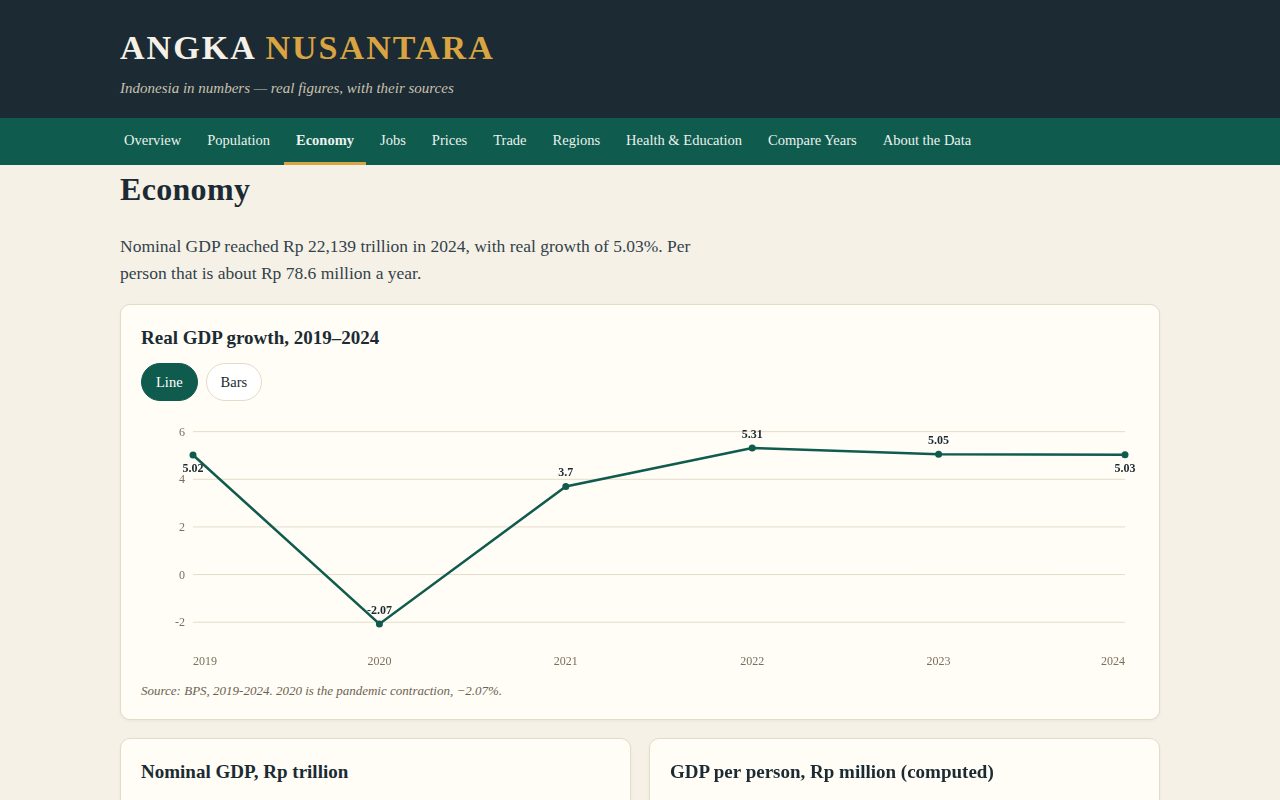 ANGKA NUSANTARA
Indonesia in numbers — real figures, with their sources
Overview Population Economy Jobs Prices Trade Regions Health & Education Compare Years About the Data
Economy
Nominal GDP reached Rp 22,139 trillion in 2024, with real growth of 5.03%. Per
person that is about Rp 78.6 million a year.
Real GDP growth, 2019–2024
Line Bars
6
4
2
0
-2
5.02
-2.07
3.7
5.31
5.05
5.03
2019 2020 2021 2022 2023 2024
Source: BPS, 2019-2024. 2020 is the pandemic contraction, −2.07%.
Nominal GDP, Rp trillion
GDP per person, Rp million (computed)